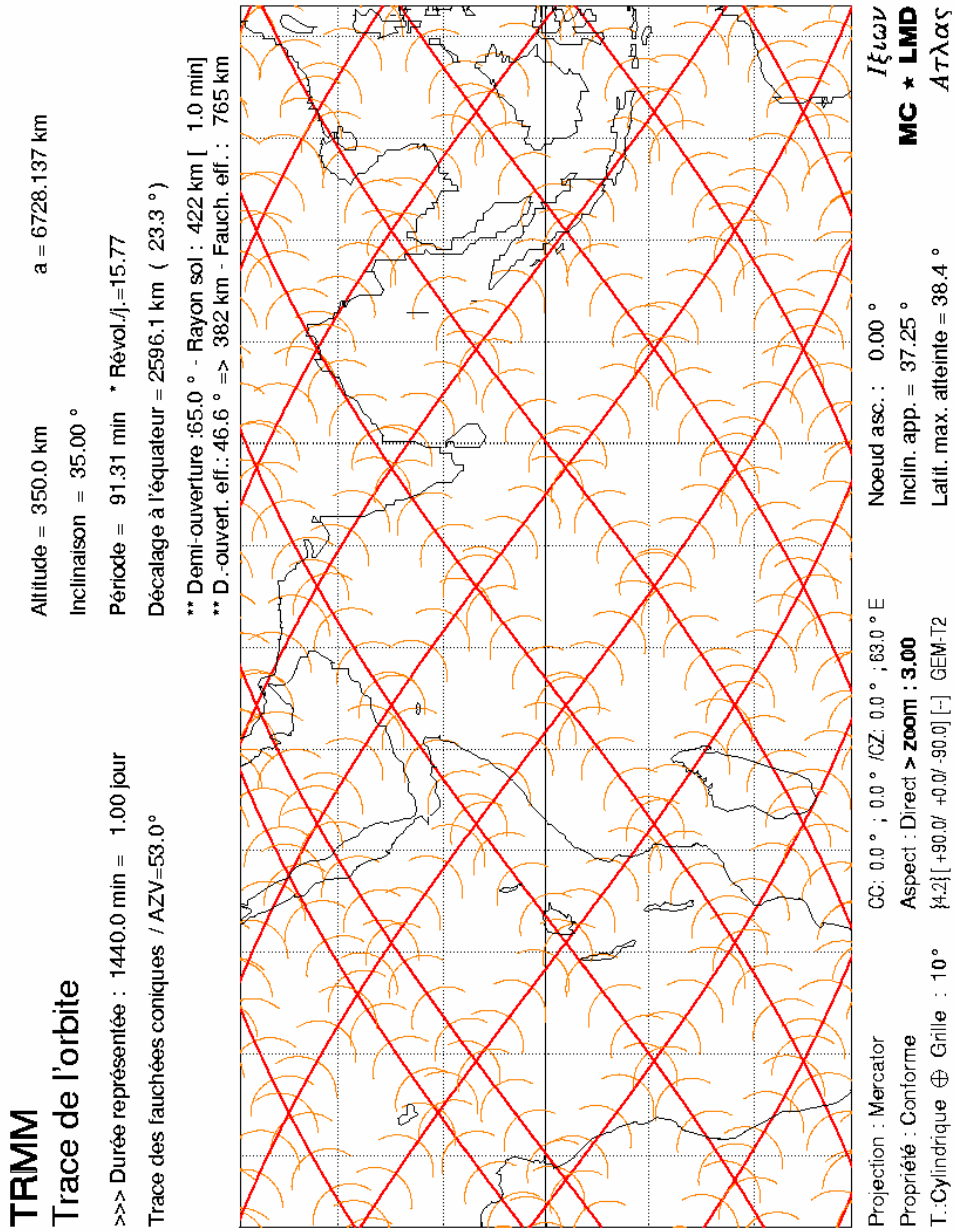 TRMM
Trace de l'orbite
>>> Durée représentée : 1440.0 min = 1.00 jour
Trace des fauchées coniques / AZV=53.0°
Altitude = 350.0 km a = 6728.137 km
Inclinaison = 35.00 °
Période = 91.31 min * Révol./j.=15.77
Décalage à l'équateur = 2596.1 km ( 23.3 °)
** Demi-ouverture :65.0 ° - Rayon sol : 422 km [ 1.0 min]
** D.-ouvert. eff.: 46.6 ° => 382 km - Fauch. eff. : 765 km
Projection : Mercator
Propriété : Conforme
T.:Cylindrique ⊕ Grille : 10°
CC: 0.0 ° ; 0.0 ° /CZ: 0.0 ° ; 63.0 ° E
Aspect : Direct > zoom : 3.00
{4.2} [ +90.0/ +0.0/ -90.0] [-] GEM-T2
Noeud asc. : 0.00 °
Inclin. app. = 37.25 °
Latit. max. atteinte = 38.4 °
Ιξιων
MC ★ LMD
Ατλας